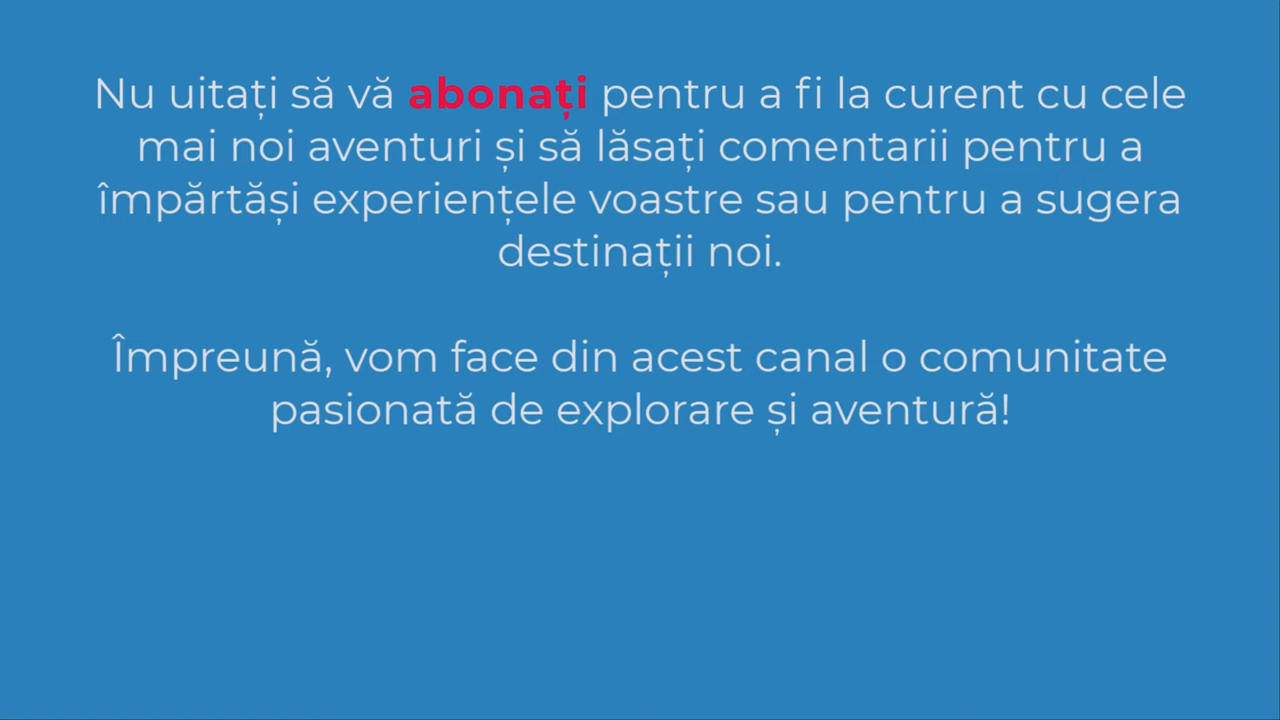 Nu uitați să vă abonați pentru a fi la curent cu cele
mai noi aventuri și să lăsați comentarii pentru a
împărtăși experiențele voastre sau pentru a sugera
destinații noi.
Împreună, vom face din acest canal o comunitate
pasionată de explorare și aventură!